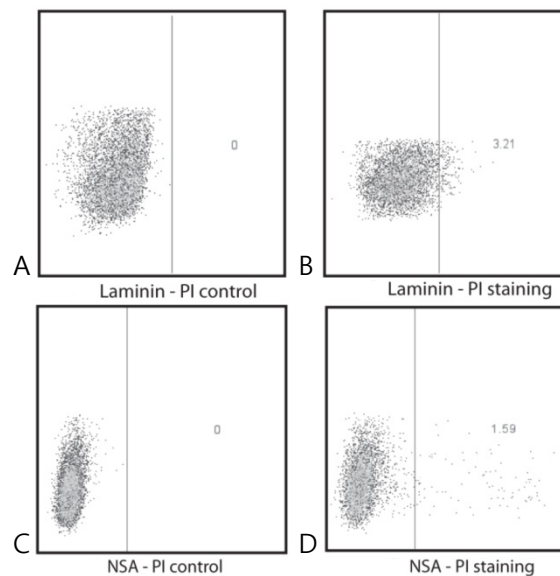 0
3.21
A
B
Laminin - PI control
Laminin - PI staining
0
1.59
C
D
NSA - PI control
NSA - PI staining